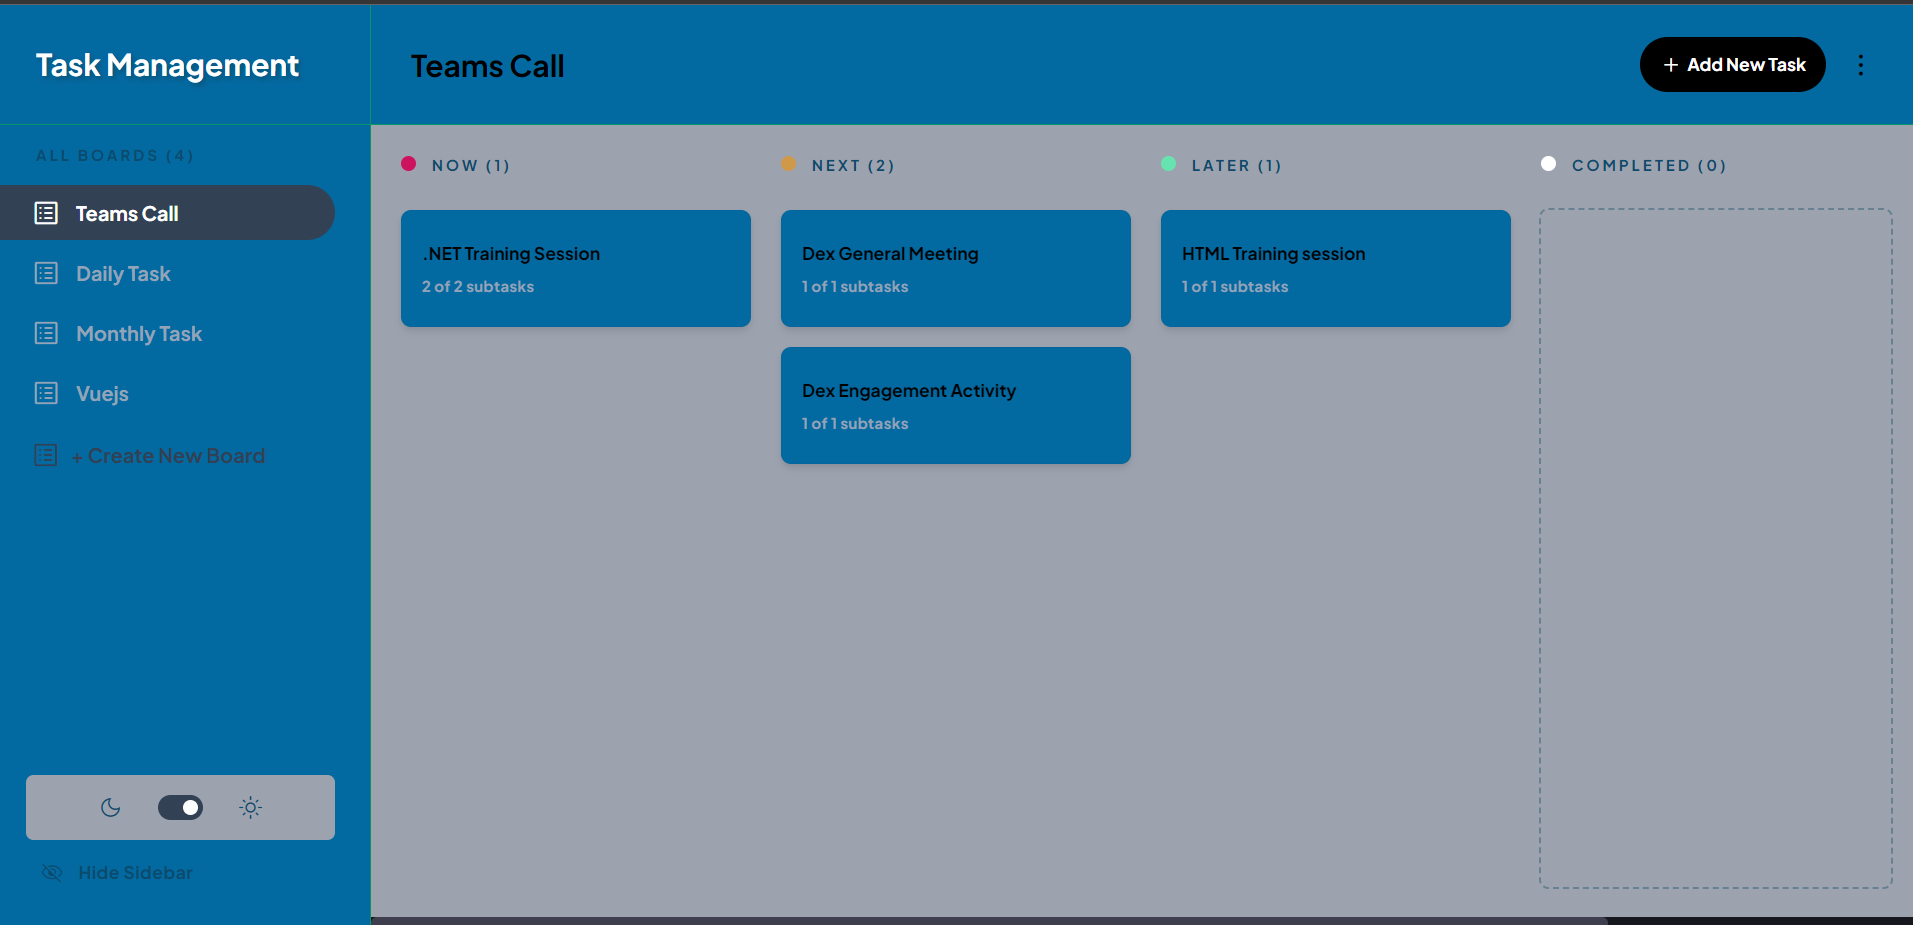 Task Management
Teams Call
+ Add New Task
ALL BOARDS (4)
Teams Call
Daily Task
Monthly Task
Vuejs
+ Create New Board
Hide Sidebar
NOW (1)
.NET Training Session
2 of 2 subtasks
NEXT (2)
Dex General Meeting
1 of 1 subtasks
Dex Engagement Activity
1 of 1 subtasks
LATER (1)
HTML Training session
1 of 1 subtasks
COMPLETED (0)